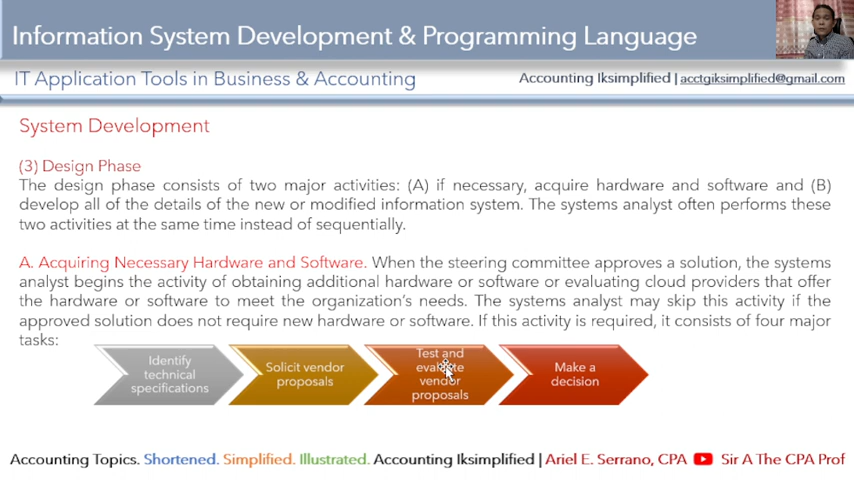 Information System Development & Programming Language
IT Application Tools in Business & Accounting
Accounting Iksimplified | acctgiksimplified@gmail.com
System Development
(3) Design Phase
The design phase consists of two major activities: (A) if necessary, acquire hardware and software and (B)
develop all of the details of the new or modified information system. The systems analyst often performs these
two activities at the same time instead of sequentially.
A. Acquiring Necessary Hardware and Software. When the steering committee approves a solution, the systems
analyst begins the activity of obtaining additional hardware or software or evaluating cloud providers that offer
the hardware or software to meet the organization's needs. The systems analyst may skip this activity if the
approved solution does not require new hardware or software. If this activity is required, it consists of four major
tasks:
Identify
technical
specifications
Solicit vendor
proposals
Test and
evaluate
vendor
proposals
Make a
decision
Accounting Topics. Shortened. Simplified. Illustrated. Accounting Iksimplified | Ariel E. Serrano, CPA Sir A The CPA Prof